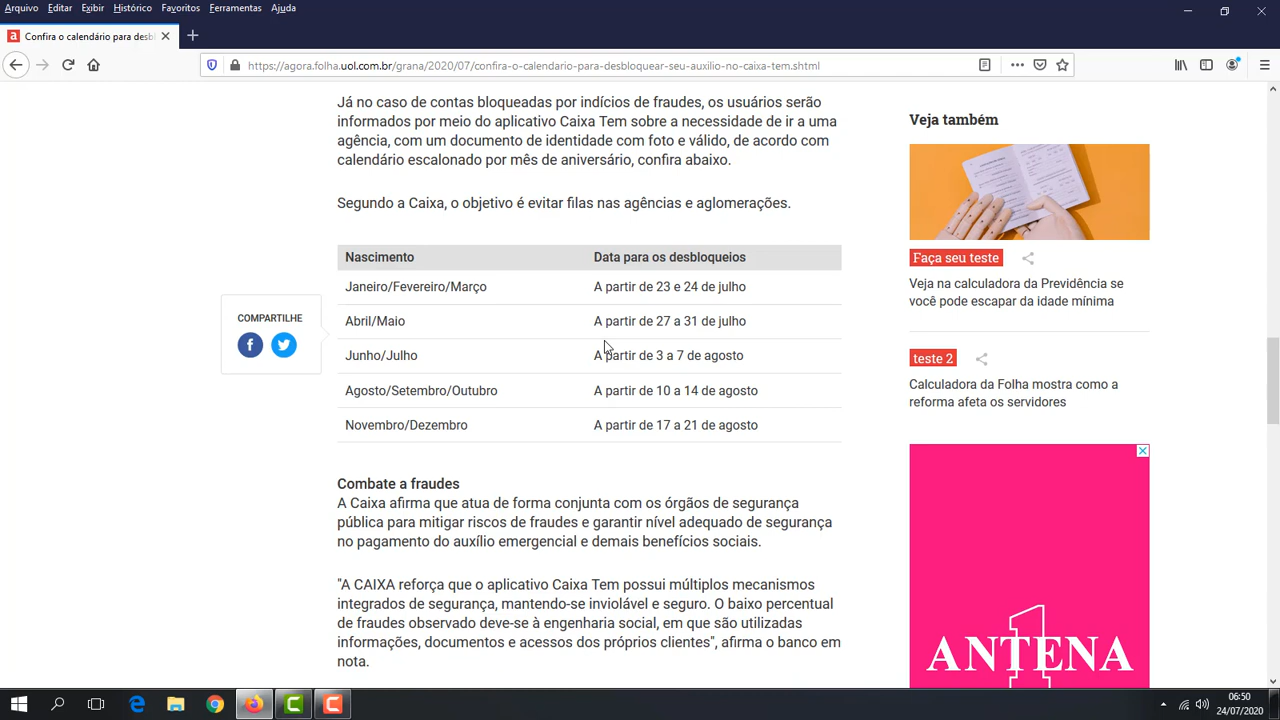 Arquivo Editar Exibir Histórico Favoritos Ferramentas Ajuda
Confira o calendário para desbl
https://agora.folha.uol.com.br/grana/2020/07/confira-o-calendario-para-desbloquear-seu-auxilio-no-caixa-tem.shtml
Já no caso de contas bloqueadas por indícios de fraudes, os usuários serão
informados por meio do aplicativo Caixa Tem sobre a necessidade de ir a uma
agência, com um documento de identidade com foto e válido, de acordo com
calendário escalonado por mês de aniversário, confira abaixo.
Segundo a Caixa, o objetivo é evitar filas nas agências e aglomerações.
Nascimento Data para os desbloqueios
Janeiro/Fevereiro/Março A partir de 23 e 24 de julho
Abril/Maio A partir de 27 a 31 de julho
Junho/Julho A partir de 3 a 7 de agosto
Agosto/Setembro/Outubro A partir de 10 a 14 de agosto
Novembro/Dezembro A partir de 17 a 21 de agosto
COMPARTILHE
Combate a fraudes
A Caixa afirma que atua de forma conjunta com os órgãos de segurança
pública para mitigar riscos de fraudes e garantir nível adequado de segurança
no pagamento do auxílio emergencial e demais benefícios sociais.
"A CAIXA reforça que o aplicativo Caixa Tem possui múltiplos mecanismos
integrados de segurança, mantendo-se inviolável e seguro. O baixo percentual
de fraudes observado deve-se à engenharia social, em que são utilizadas
informações, documentos e acessos dos próprios clientes", afirma o banco em
nota.
Veja também
Faça seu teste
Veja na calculadora da Previdência se
você pode escapar da idade mínima
teste 2
Calculadora da Folha mostra como a
reforma afeta os servidores
ANTENA 1
06:50
24/07/2020